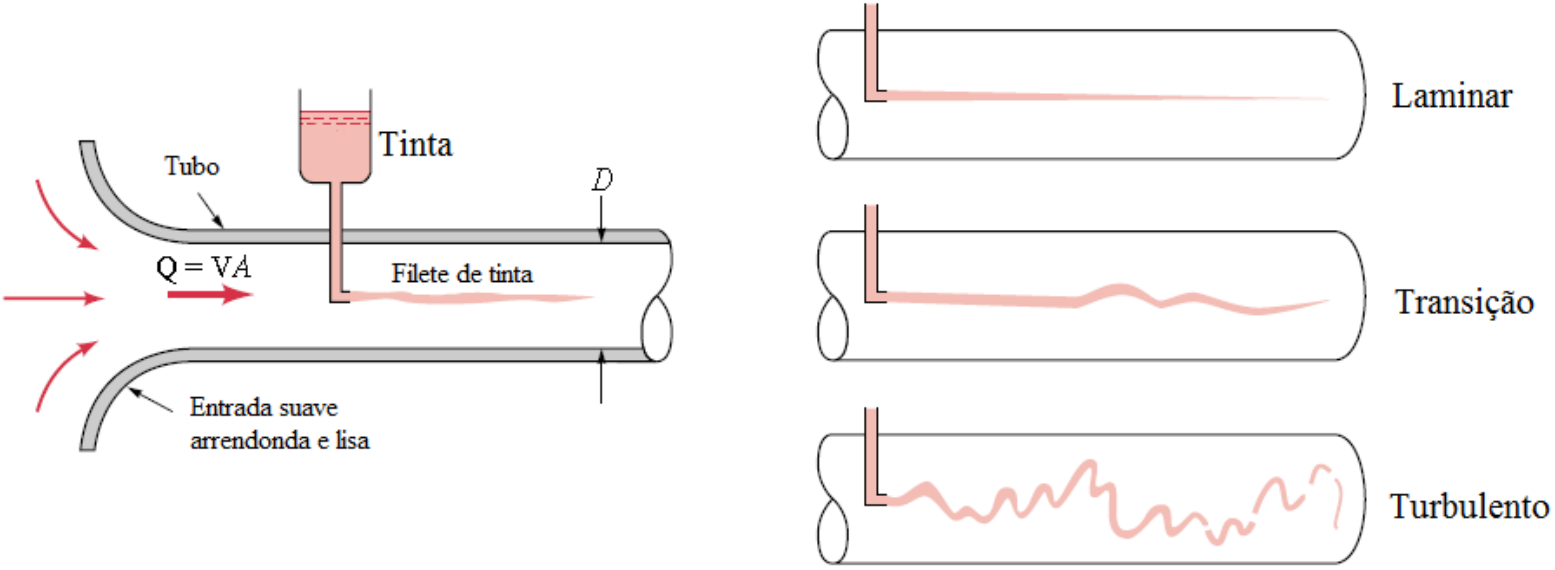 Tinta
Tubo
D
Q = VA
Filete de tinta
Entrada suave
arrendonda e lisa
Laminar
Transição
Turbulento